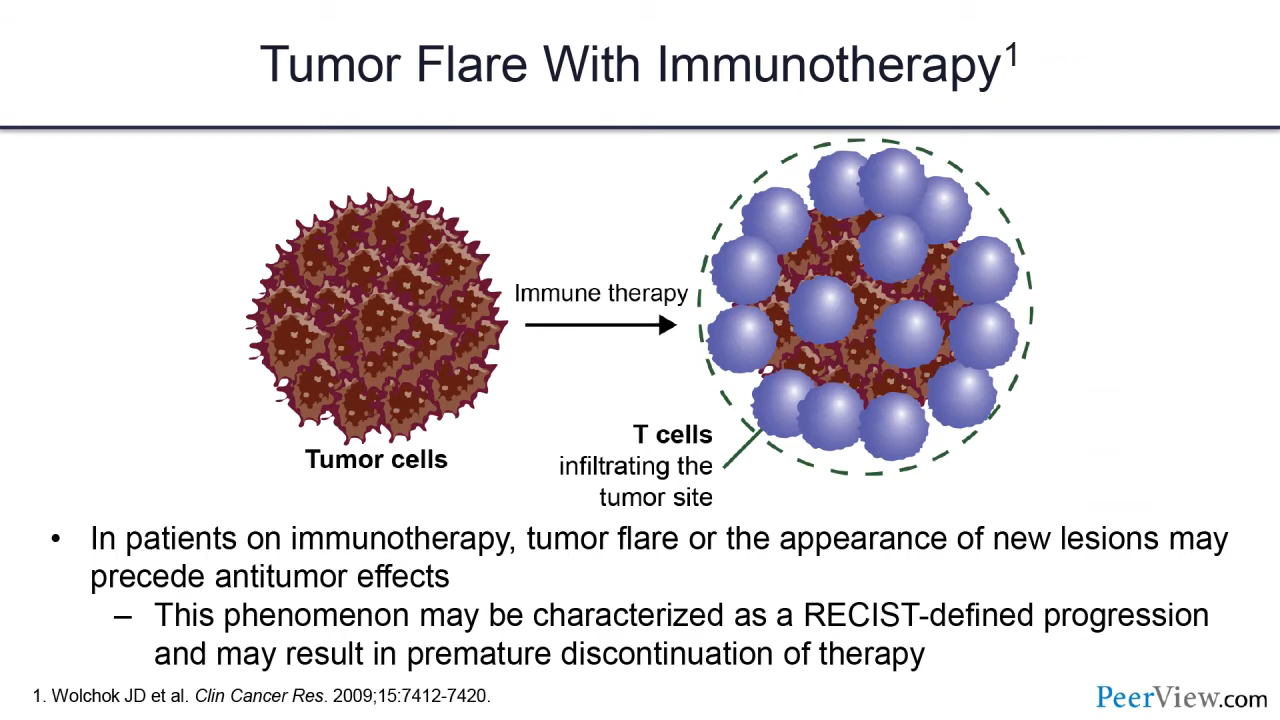 Tumor Flare With Immunotherapy1
Immune therapy
Tumor cells
T cells
infiltrating the
tumor site
• In patients on immunotherapy, tumor flare or the appearance of new lesions may
precede antitumor effects
– This phenomenon may be characterized as a RECIST-defined progression
and may result in premature discontinuation of therapy
1. Wolchok JD et al. Clin Cancer Res. 2009;15:7412-7420.
PeerView.com